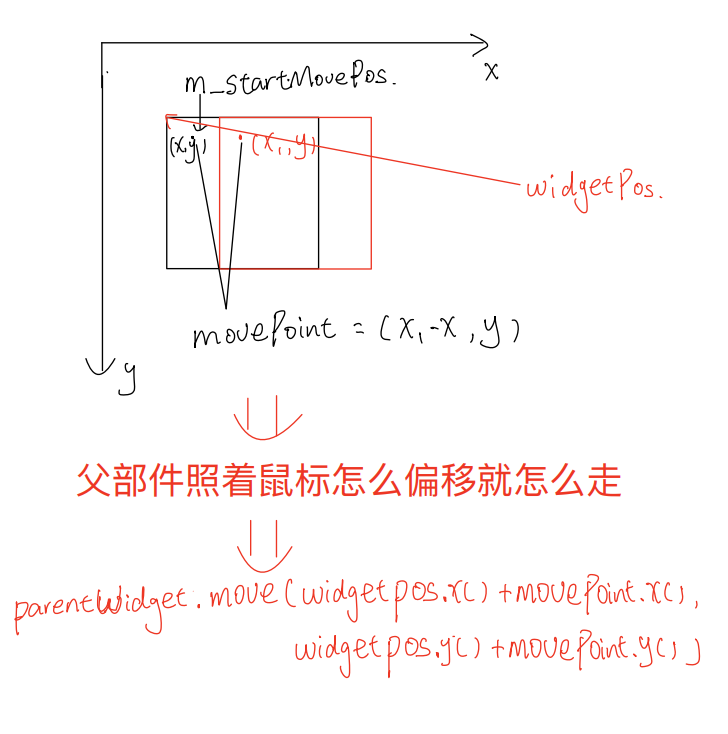 x
m_startMovePos.
(x,y)
(x₁,y)
widgetPos.
movePoint = (x₁-x,y)
y
父部件照着鼠标怎么偏移就怎么走
parentWidget.move(widgetpos.x()+movePoint.x(),
widgetpos.y()+movePoint.y())